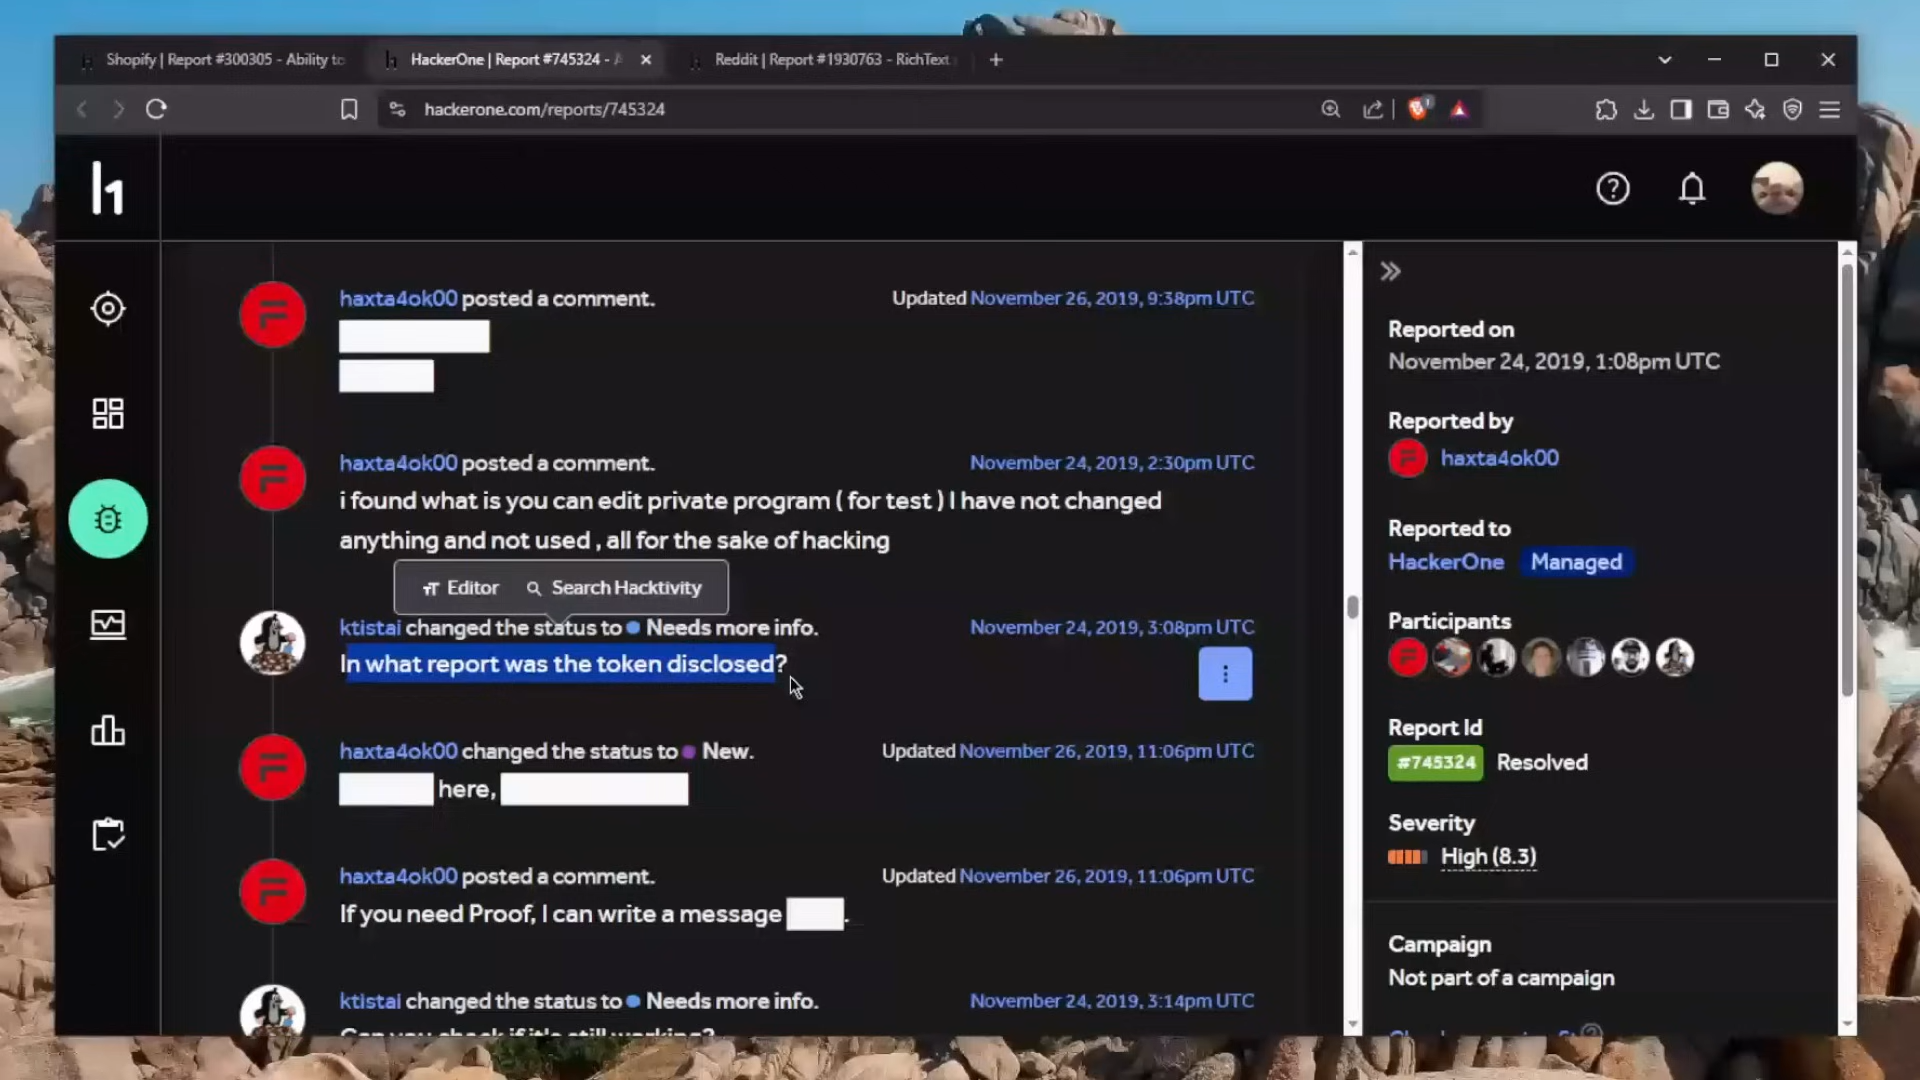 Shopify | Report #300305 - Ability to
HackerOne | Report #745324 -
Reddit | Report #1930763 - RichText
hackerone.com/reports/745324
haxta4ok00 posted a comment.
Updated November 26, 2019, 9:38pm UTC
haxta4ok00 posted a comment.
November 24, 2019, 2:30pm UTC
i found what is you can edit private program ( for test ) I have not changed
anything and not used , all for the sake of hacking
Editor
Search Hacktivity
ktistai changed the status to Needs more info.
November 24, 2019, 3:08pm UTC
In what report was the token disclosed?
haxta4ok00 changed the status to New.
Updated November 26, 2019, 11:06pm UTC
here,
haxta4ok00 posted a comment.
Updated November 26, 2019, 11:06pm UTC
If you need Proof, I can write a message .
ktistai changed the status to Needs more info.
November 24, 2019, 3:14pm UTC
Can you check if it's still working?
Reported on
November 24, 2019, 1:08pm UTC
Reported by
haxta4ok00
Reported to
HackerOne Managed
Participants
Report Id
#745324 Resolved
Severity
High (8.3)
Campaign
Not part of a campaign